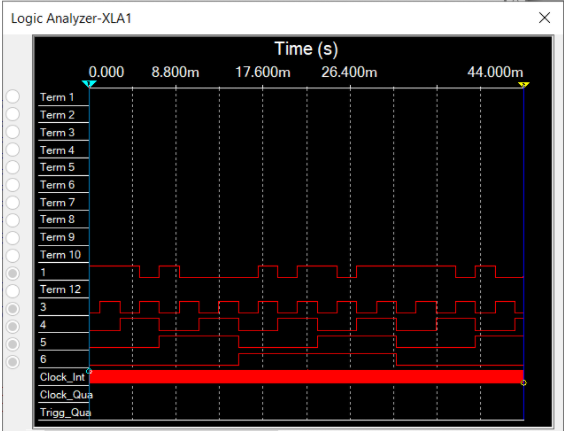 Logic Analyzer-XLA1
Time (s)
0.000 8.800m 17.600m 26.400m 44.000m
Term 1
Term 2
Term 3
Term 4
Term 5
Term 6
Term 7
Term 8
Term 9
Term 10
1
Term 12
3
4
5
6
Clock_Int
Clock_Qua
Trigg_Qua